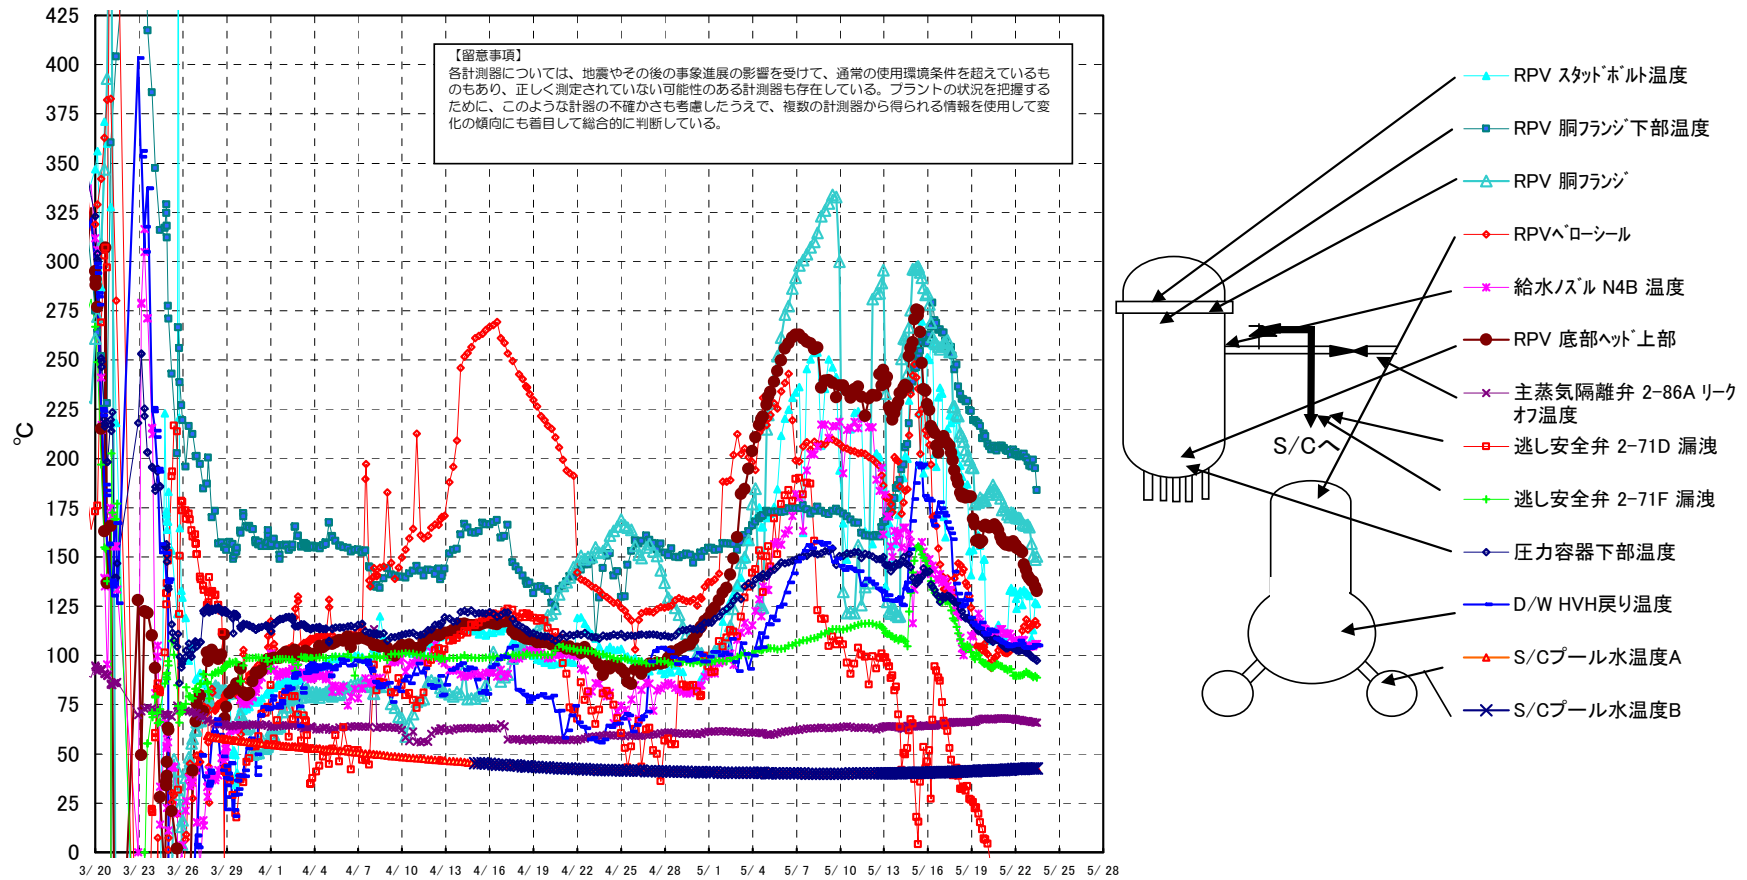 425
400
375
350
325
300
275
250
225
200
175
150
125
100
75
50
25
0
℃
【留意事項】
各計測器については、地震やその後の事象進展の影響を受けて、通常の使用環境条件を超えているも
のもあり、正しく測定されていない可能性のある計測器も存在している。プラントの状況を把握する
ために、このような計器の不確かさも考慮したうえで、複数の計測器から得られる情報を使用して変
化の傾向にも着目して総合的に判断している。
3/ 20 3/ 23 3/ 26 3/ 29 4/ 1 4/ 4 4/ 7 4/ 10 4/ 13 4/ 16 4/ 19 4/ 22 4/ 25 4/ 28 5/ 1 5/ 4 5/ 7 5/ 10 5/ 13 5/ 16 5/ 19 5/ 22 5/ 25 5/ 28
S/Cへ
RPV ｽﾀｯﾄﾞﾎﾞﾙﾄ温度
RPV 胴ﾌﾗﾝｼﾞ下部温度
RPV 胴ﾌﾗﾝｼﾞ
RPVﾍﾞﾛｰｼｰﾙ
給水ﾉｽﾞﾙ N4B 温度
RPV 底部ﾍｯﾄﾞ上部
主蒸気隔離弁 2-86A ﾘｰｸ
ｵﾌ温度
逃し安全弁 2-71D 漏洩
逃し安全弁 2-71F 漏洩
圧力容器下部温度
D/W HVH戻り温度
S/Cプール水温度A
S/Cプール水温度B